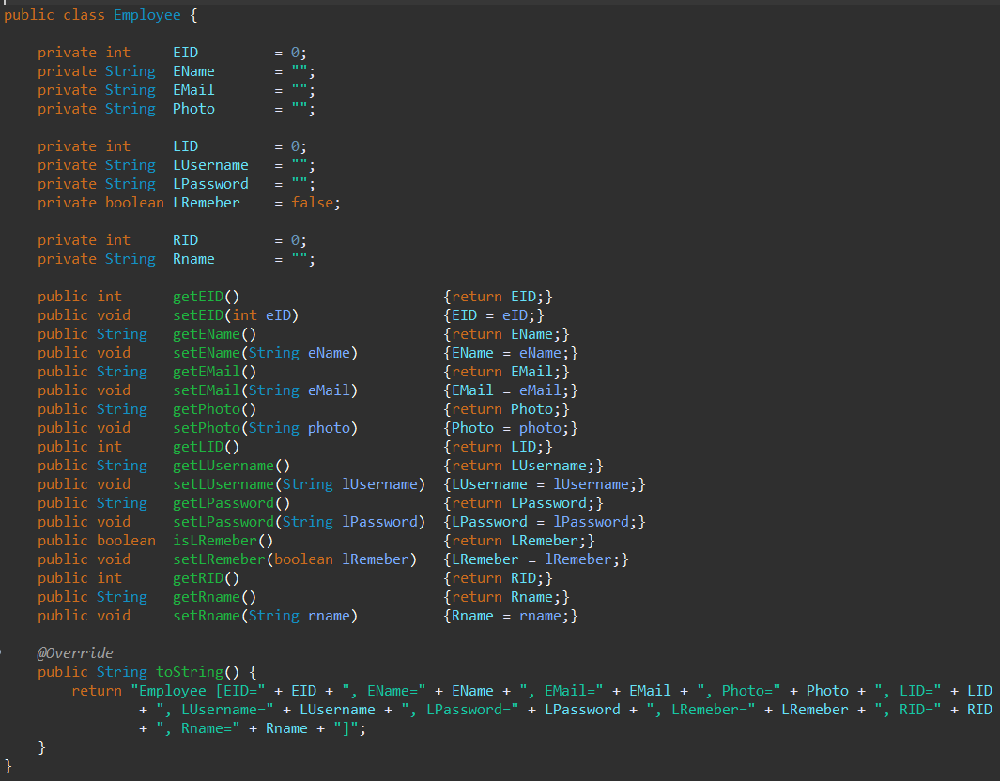 public class Employee {
private int EID = 0;
private String EName = "";
private String EMail = "";
private String Photo = "";
private int LID = 0;
private String LUsername = "";
private String LPassword = "";
private boolean LRemeber = false;
private int RID = 0;
private String Rname = "";
public int getEID() {return EID;}
public void setEID(int eID) {EID = eID;}
public String getEName() {return EName;}
public void setEName(String eName) {EName = eName;}
public String getEMail() {return EMail;}
public void setEMail(String eMail) {EMail = eMail;}
public String getPhoto() {return Photo;}
public void setPhoto(String photo) {Photo = photo;}
public int getLID() {return LID;}
public String getLUsername() {return LUsername;}
public void setLUsername(String lUsername) {LUsername = lUsername;}
public String getLPassword() {return LPassword;}
public void setLPassword(String lPassword) {LPassword = lPassword;}
public boolean isLRemeber() {return LRemeber;}
public void setLRemeber(boolean lRemeber) {LRemeber = lRemeber;}
public int getRID() {return RID;}
public String getRname() {return Rname;}
public void setRname(String rname) {Rname = rname;}
@Override
public String toString() {
return "Employee [EID=" + EID + ", EName=" + EName + ", EMail=" + EMail + ", Photo=" + Photo + ", LID=" + LID
+ ", LUsername=" + LUsername + ", LPassword=" + LPassword + ", LRemeber=" + LRemeber + ", RID=" + RID
+ ", Rname=" + Rname + "]";
}
}